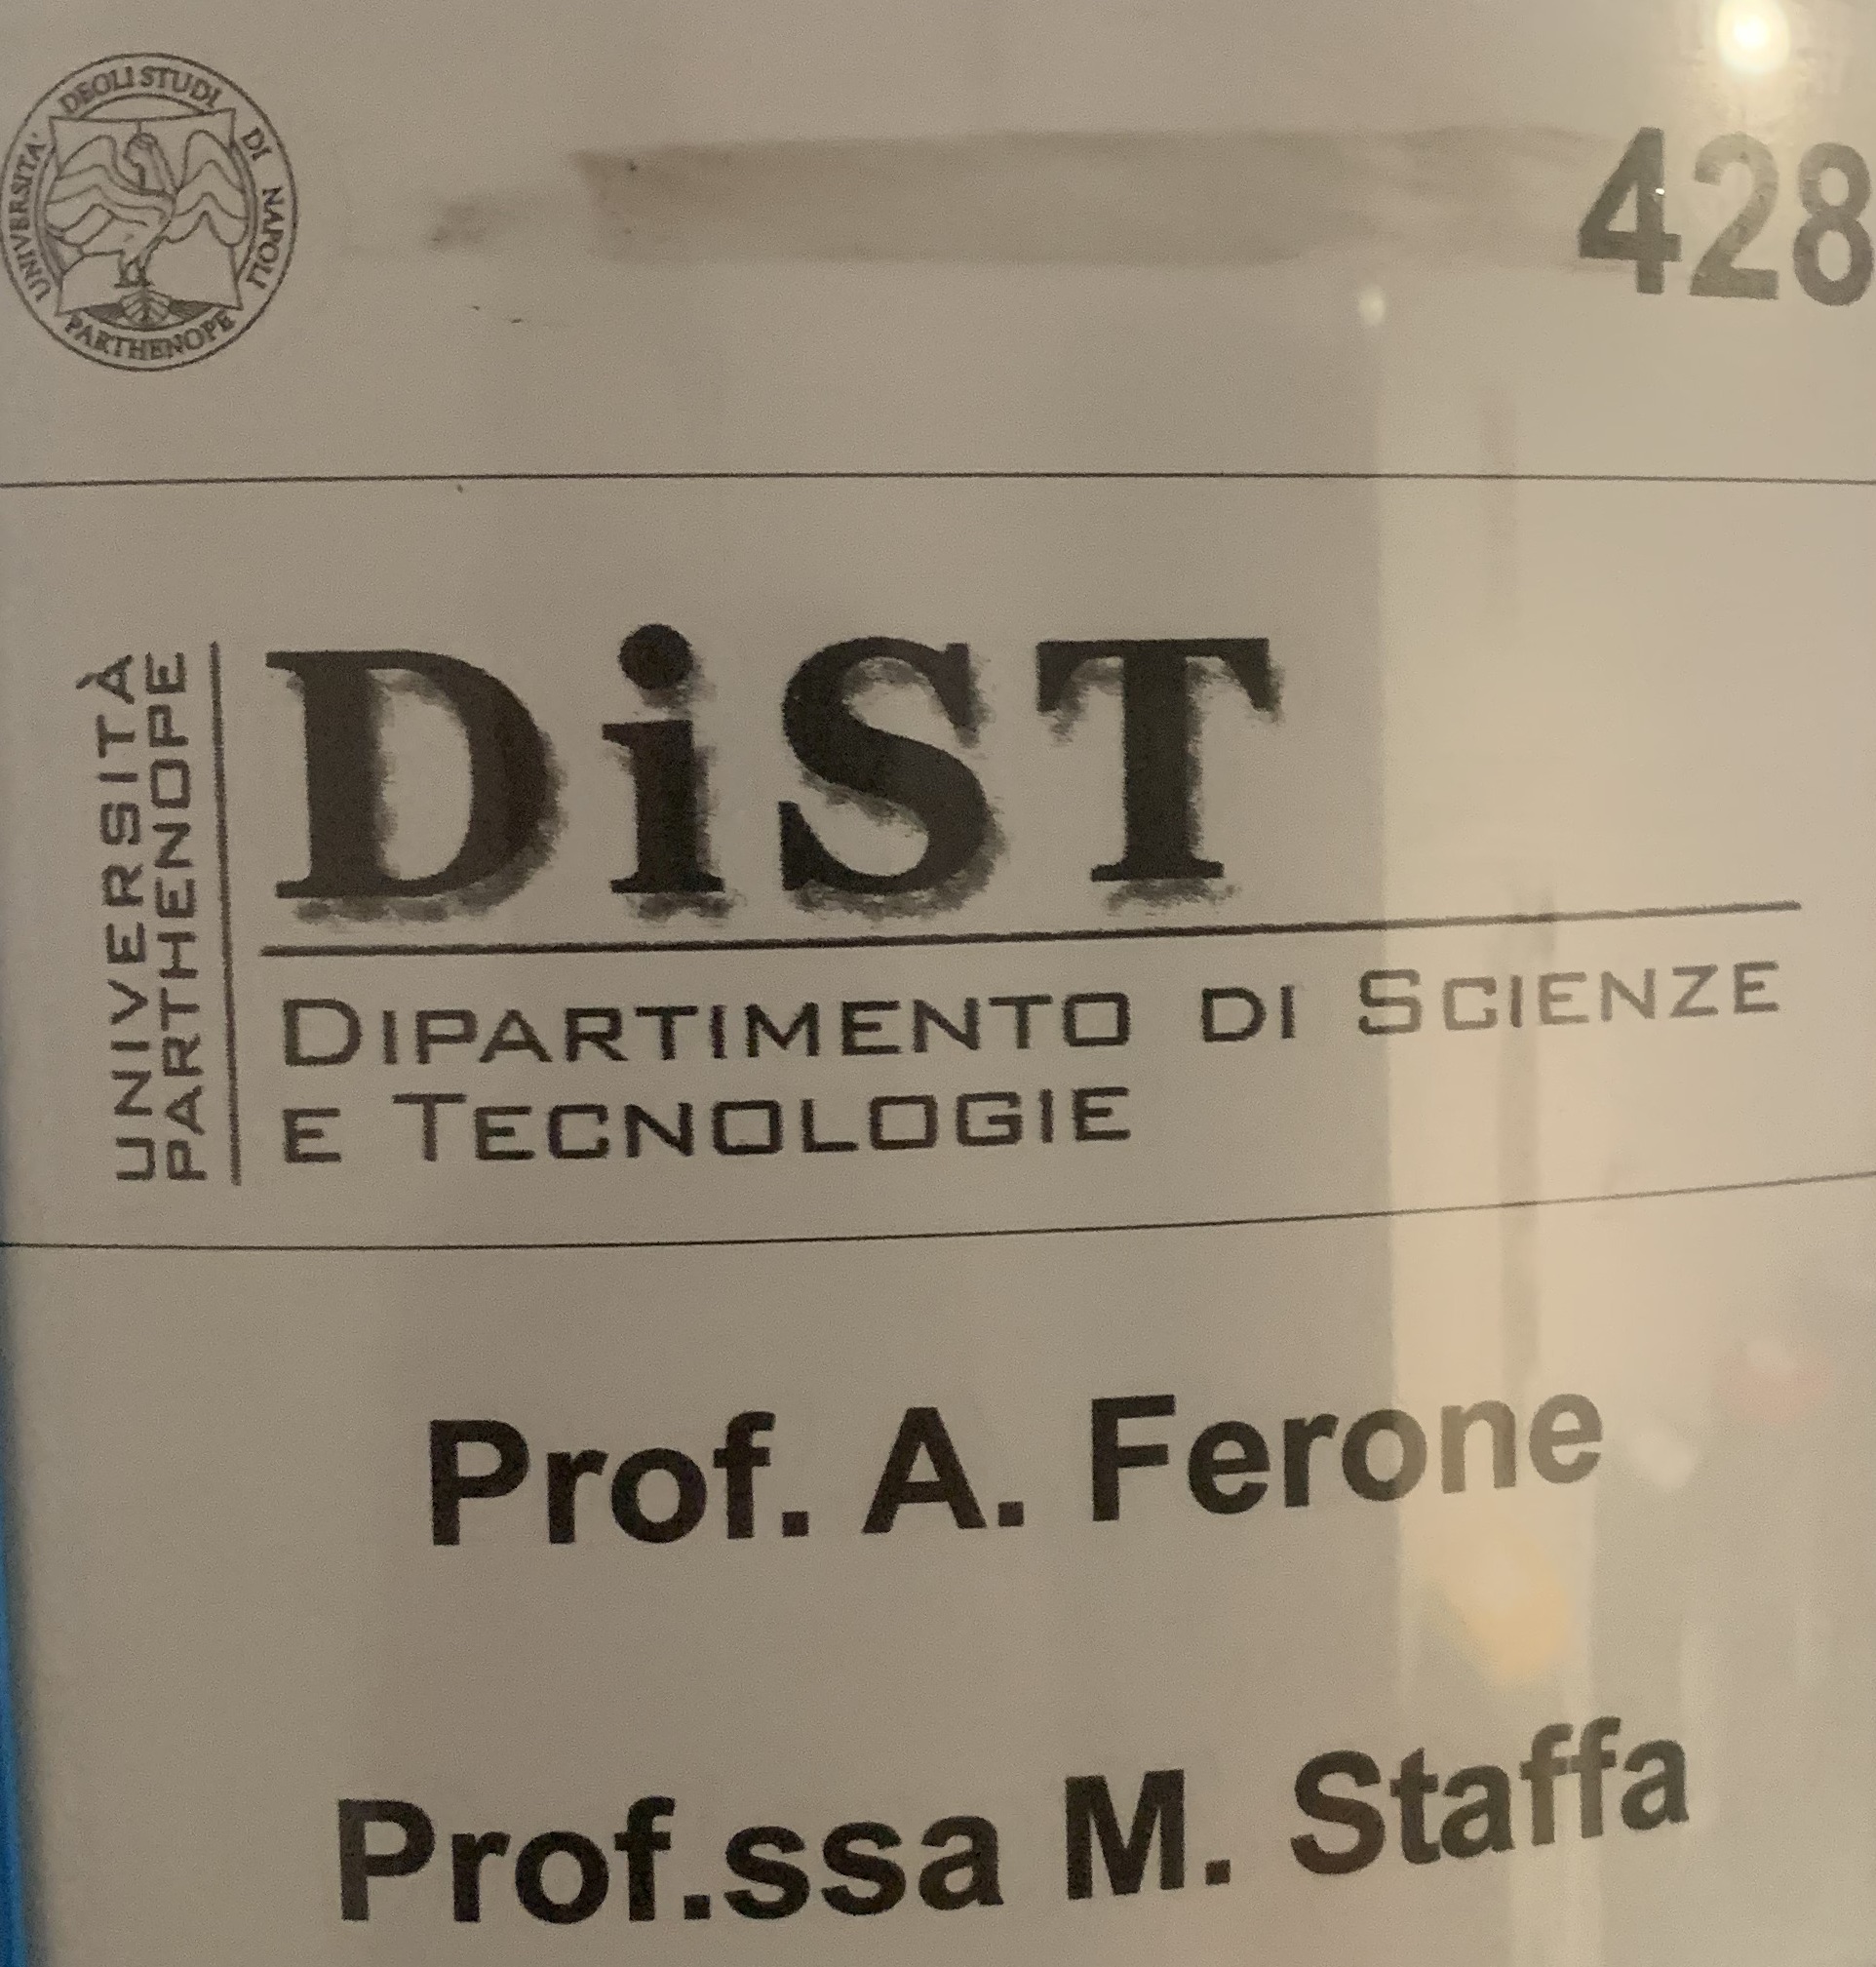 UNIVERSITA' DEGLI STUDI DI NAPOLI PARTHENOPE
428
UNIVERSITÀ
PARTHENOPE
DiST
DIPARTIMENTO DI SCIENZE
E TECNOLOGIE
Prof. A. Ferone
Prof.ssa M. Staffa